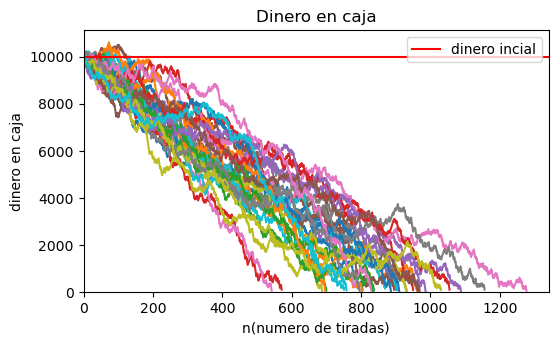 Dinero en caja
dinero incial
dinero en caja
10000
8000
6000
4000
2000
0
0 200 400 600 800 1000 1200
n(numero de tiradas)